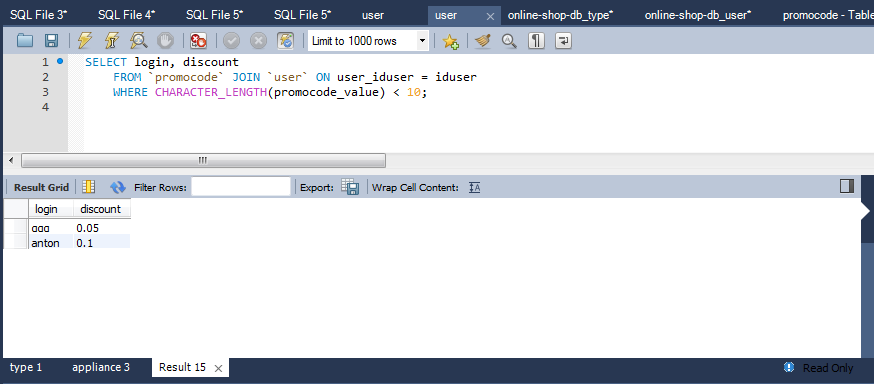 SQL File 3* SQL File 4* SQL File 5* SQL File 5* user user online-shop-db_type* online-shop-db_user* promocode - Table
Limit to 1000 rows
1 SELECT login, discount
2 FROM `promocode` JOIN `user` ON user_iduser = iduser
3 WHERE CHARACTER_LENGTH(promocode_value) < 10;
4
Result Grid Filter Rows: Export: Wrap Cell Content: IA
login discount
qqq 0.05
anton 0.1
type 1 appliance 3 Result 15 Read Only